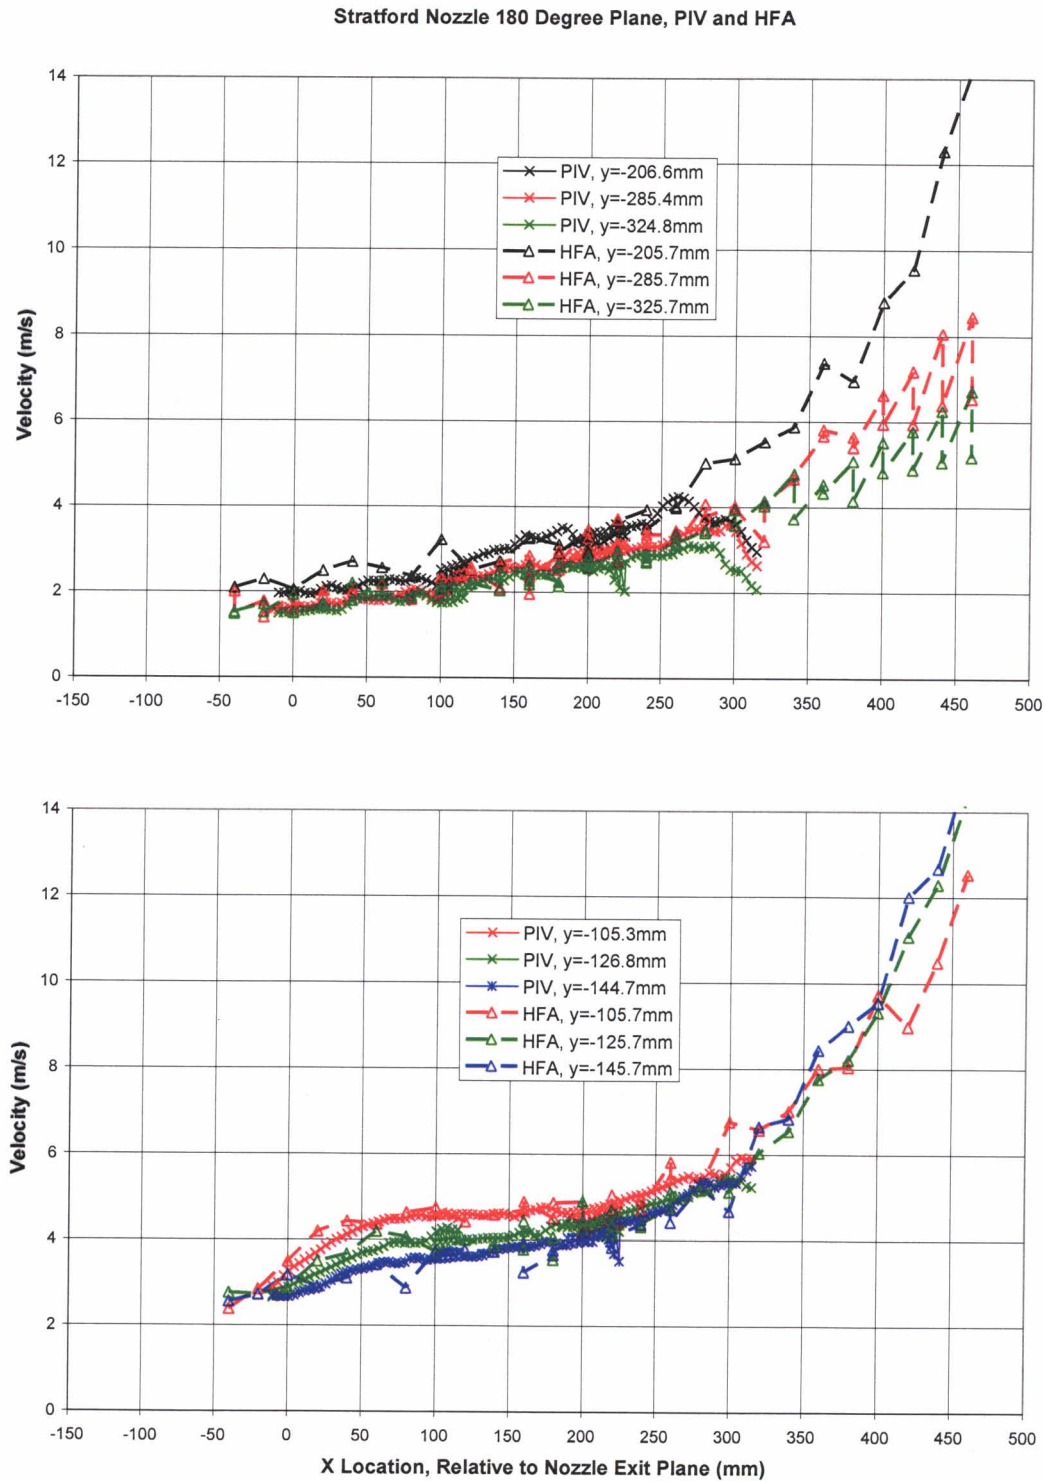 Stratford Nozzle 180 Degree Plane, PIV and HFA
14
12
10
8
6
4
2
0
Velocity (m/s)
PIV, y=-206.6mm
PIV, y=-285.4mm
PIV, y=-324.8mm
HFA, y=-205.7mm
HFA, y=-285.7mm
HFA, y=-325.7mm
-150 -100 -50 0 50 100 150 200 250 300 350 400 450 500
14
12
10
8
6
4
2
0
Velocity (m/s)
PIV, y=-105.3mm
PIV, y=-126.8mm
PIV, y=-144.7mm
HFA, y=-105.7mm
HFA, y=-125.7mm
HFA, y=-145.7mm
-150 -100 -50 0 50 100 150 200 250 300 350 400 450 500
X Location, Relative to Nozzle Exit Plane (mm)